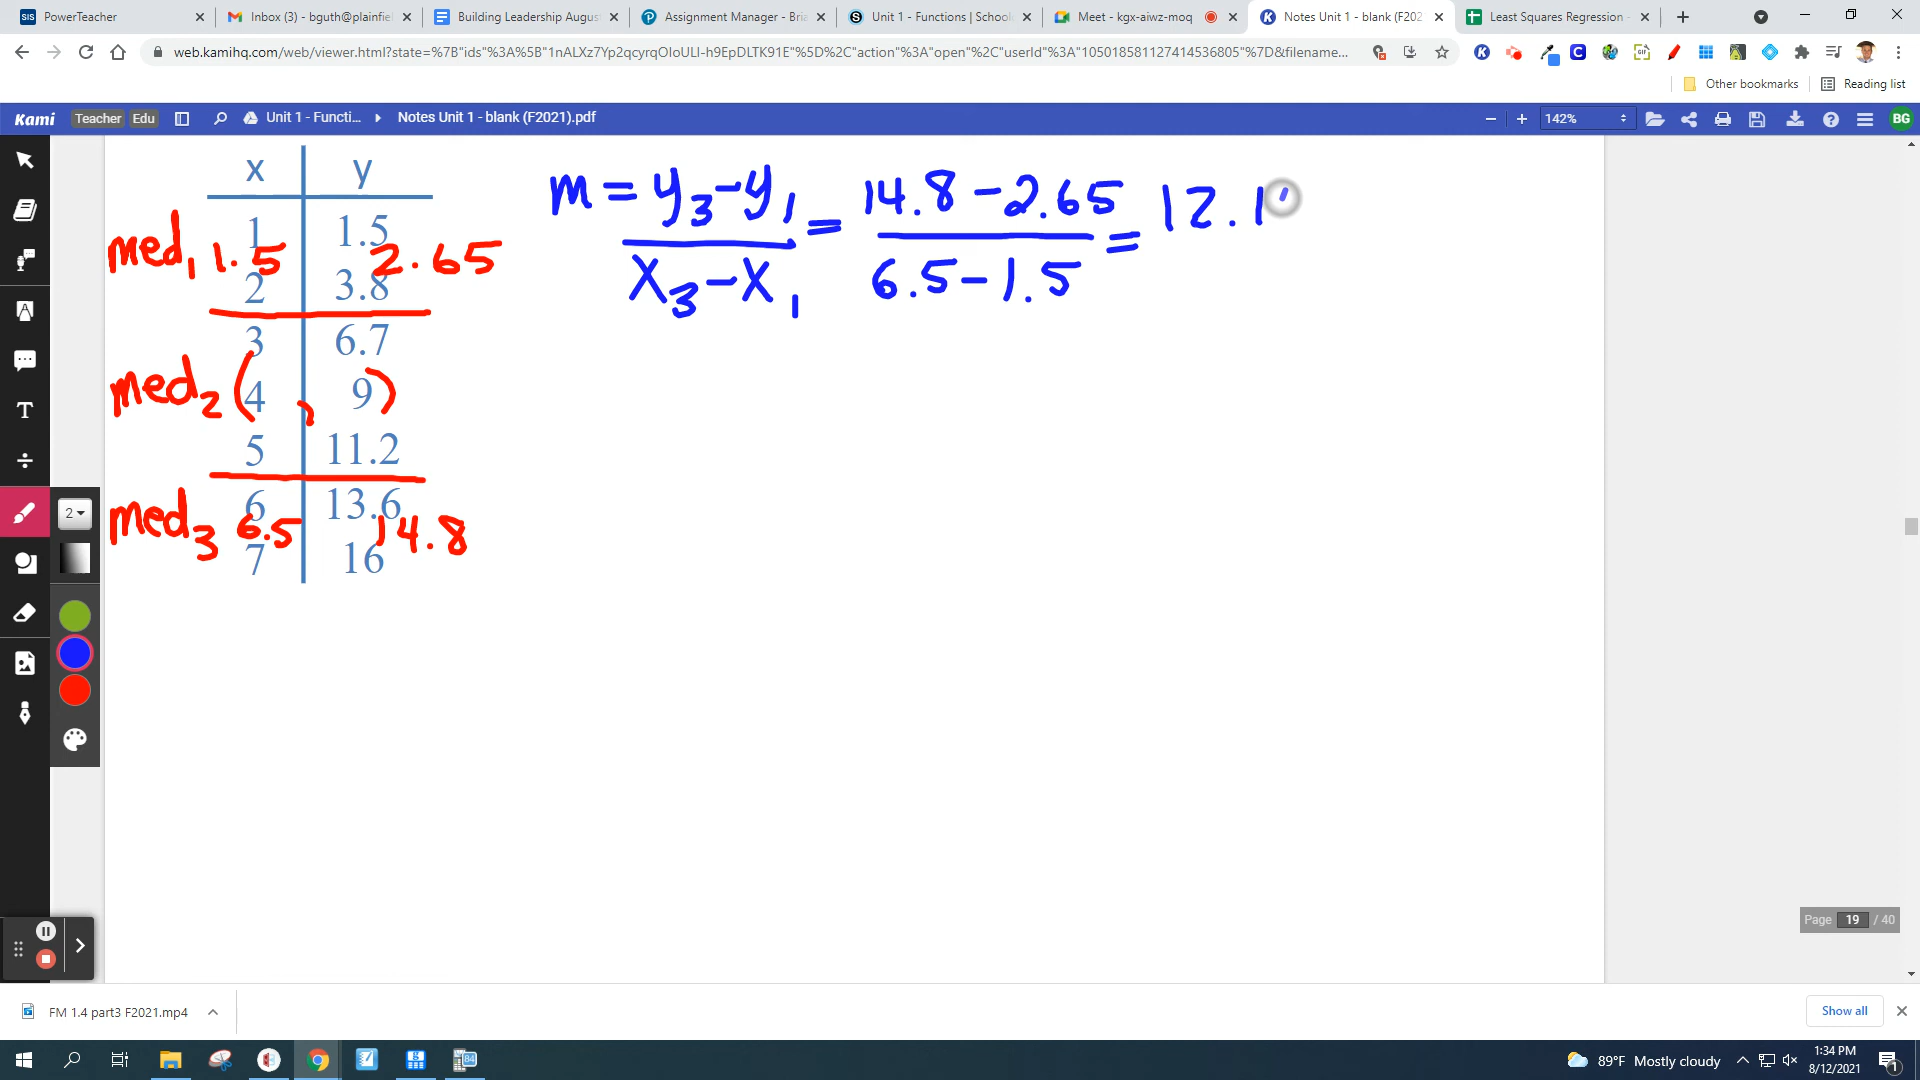 PowerTeacher
Inbox (3) - bguth@plainfie
Building Leadership Augus
Assignment Manager - Bria
Unit 1 - Functions | School
Meet - kgx-aiwz-moq
Notes Unit 1 - blank (F202
Least Squares Regression -
web.kamihq.com/web/viewer.html?state=%7B"ids"%3A%5B"1nALXz7Yp2qcyrqOIoULI-h9EpDLTK91E"%5D%2C"action"%3A"open"%2C"userId"%3A"105018581127414536805"%7D&filename...
Other bookmarks
Reading list
Kami Teacher Edu
Unit 1 - Functi...
Notes Unit 1 - blank (F2021).pdf
142%
BG
x y
1 1.5
med1 1.5 2.65
2 3.8
3 6.7
med2 (4 , 9)
5 11.2
6 13.6
med3 6.5 14.8
7 16
m = y3-y1 = 14.8-2.65 = 12.1
x3-x1 6.5-1.5
T
2
Page 19 / 40
FM 1.4 part3 F2021.mp4
Show all
84
89°F Mostly cloudy
1:34 PM
8/12/2021
1